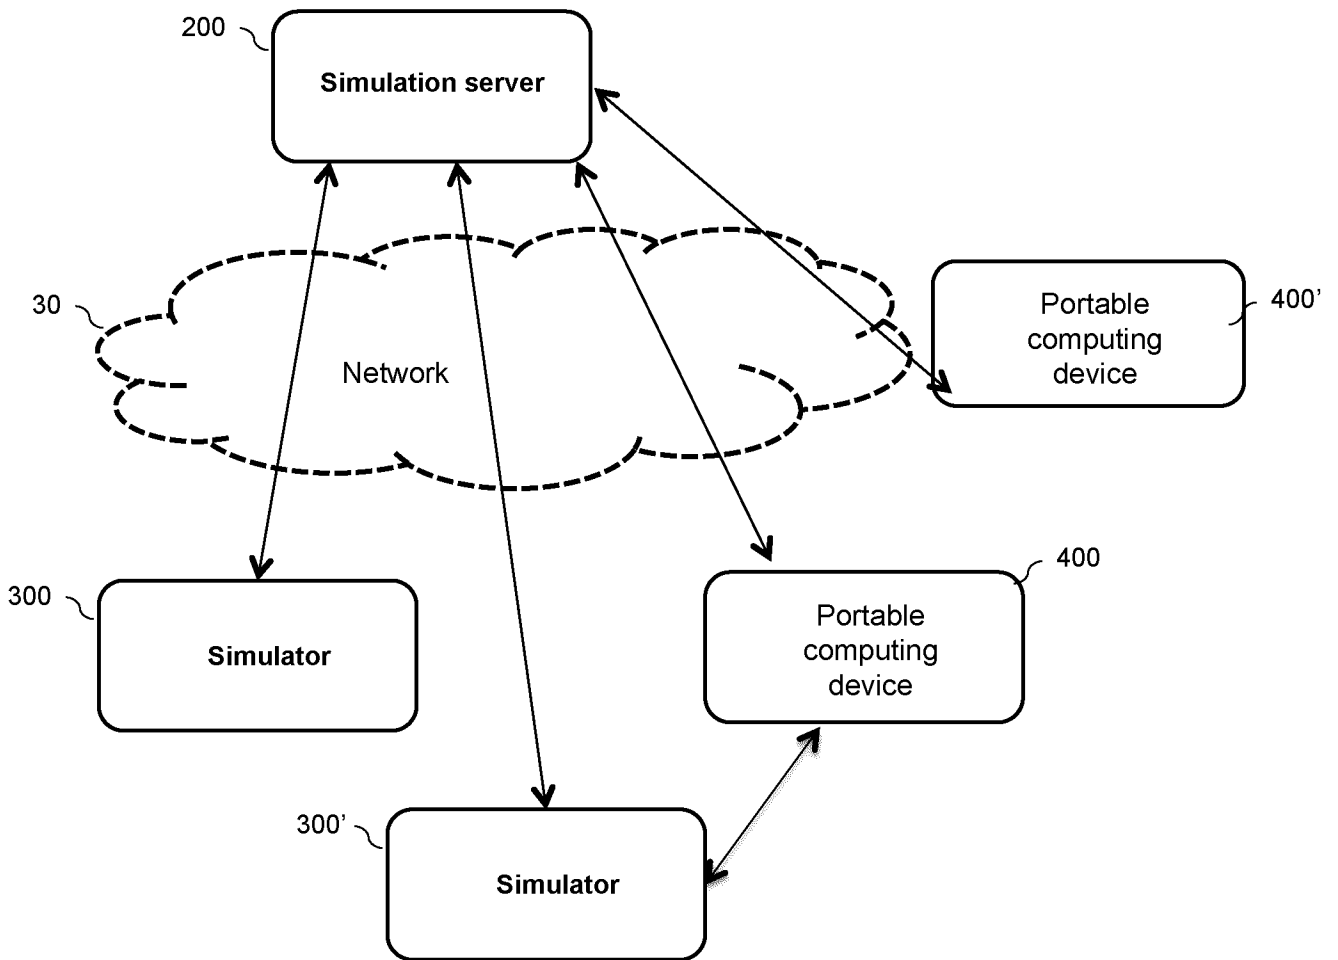 200
Simulation server
30
Network
Portable
computing
device
400’
300
Simulator
Portable
computing
device
400
300’
Simulator